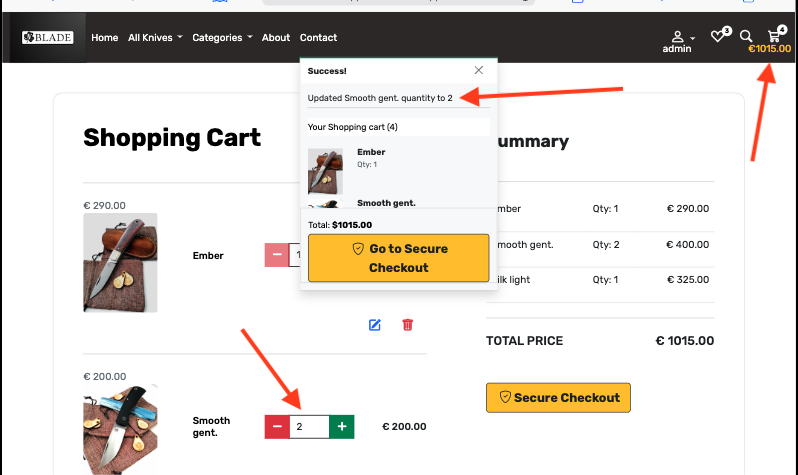 BLADE
Home
All Knives
Categories
About
Contact
admin
3
4
€1015.00
Success!
Updated Smooth gent. quantity to 2
Your Shopping cart (4)
Ember
Qty: 1
Smooth gent.
Total: $1015.00
Go to Secure
Checkout
Shopping Cart
€ 290.00
Ember
1
€ 200.00
Smooth
gent.
2
€ 200.00
ummary
mber Qty: 1 € 290.00
mooth gent. Qty: 2 € 400.00
ilk light Qty: 1 € 325.00
TOTAL PRICE € 1015.00
Secure Checkout